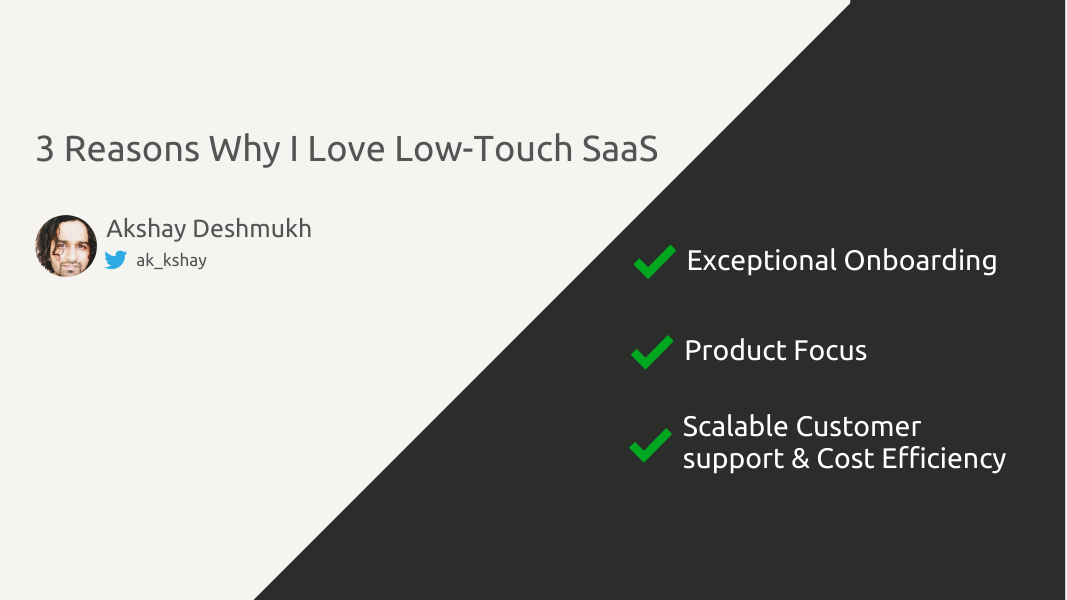 3 Reasons Why I Love Low-Touch SaaS
Akshay Deshmukh
ak_kshay
Exceptional Onboarding
Product Focus
Scalable Customer
support & Cost Efficiency